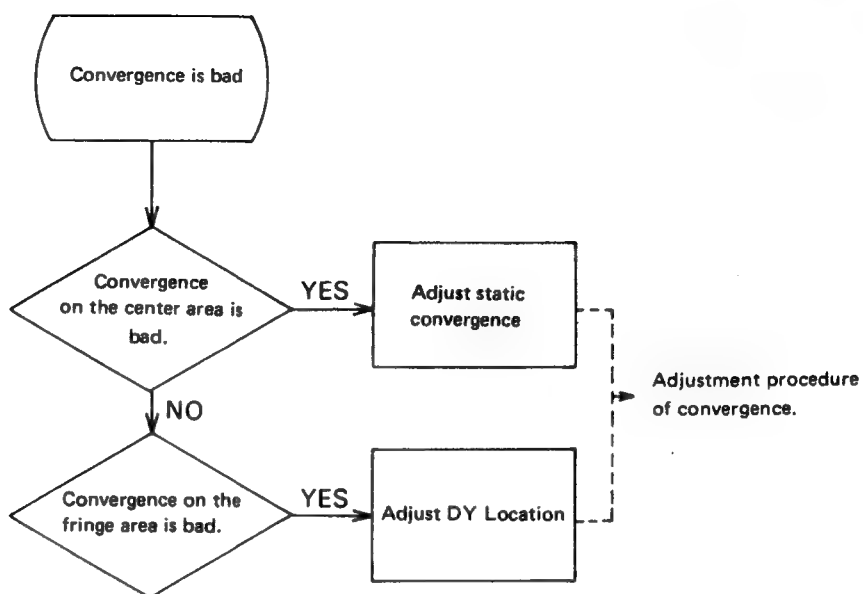 Convergence is bad
Convergence
on the center area is
bad.
YES
Adjust static
convergence
Adjustment procedure
of convergence.
NO
Convergence on the
fringe area is bad.
YES
Adjust DY Location